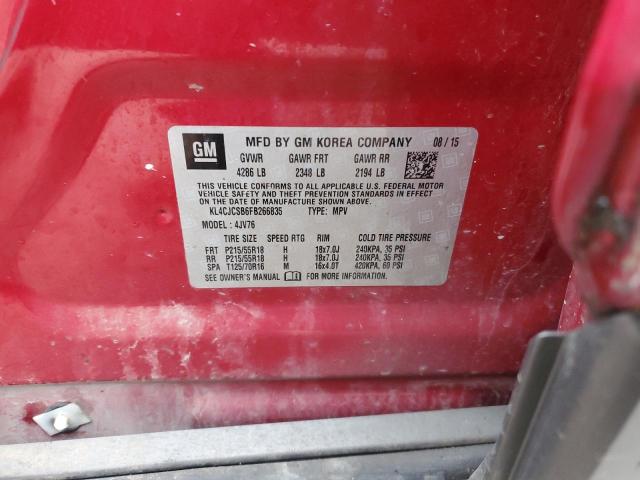 GM
MFD BY GM KOREA COMPANY 08 / 15
GVWR GAWR FRT GAWR RR
4286 LB 2348 LB 2194 LB
THIS VEHICLE CONFORMS TO ALL APPLICABLE U.S. FEDERAL MOTOR
VEHICLE SAFETY AND THEFT PREVENTION STANDARDS IN EFFECT
ON THE DATE OF MANUFACTURE SHOWN ABOVE.
KL4CJCSB6FB266835 TYPE: MPV
MODEL: 4JV76
TIRE SIZE SPEED RTG RIM COLD TIRE PRESSURE
FRT P215/55R18 H 18x7.0J 240KPA, 35 PSI
RR P215/55R18 H 18x7.0J 240KPA, 35 PSI
SPA T125/70R16 M 16x4.0T 420KPA, 60 PSI
SEE OWNER'S MANUAL FOR MORE INFORMATION.